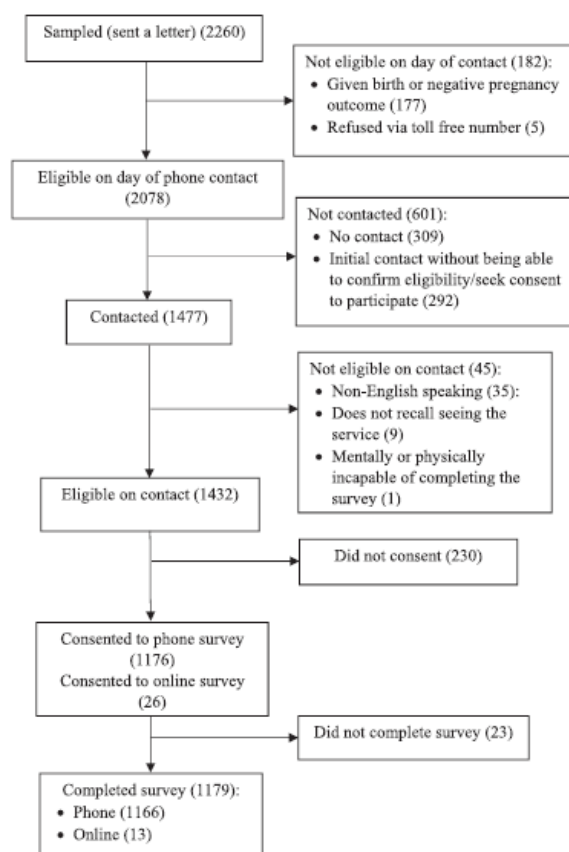 Sampled (sent a letter) (2260)
Not eligible on day of contact (182):
• Given birth or negative pregnancy
outcome (177)
• Refused via toll free number (5)
Eligible on day of phone contact
(2078)
Not contacted (601):
• No contact (309)
• Initial contact without being able
to confirm eligibility/seek consent
to participate (292)
Contacted (1477)
Not eligible on contact (45):
• Non-English speaking (35):
• Does not recall seeing the
service (9)
• Mentally or physically
incapable of completing the
survey (1)
Eligible on contact (1432)
Did not consent (230)
Consented to phone survey
(1176)
Consented to online survey
(26)
Did not complete survey (23)
Completed survey (1179):
• Phone (1166)
• Online (13)